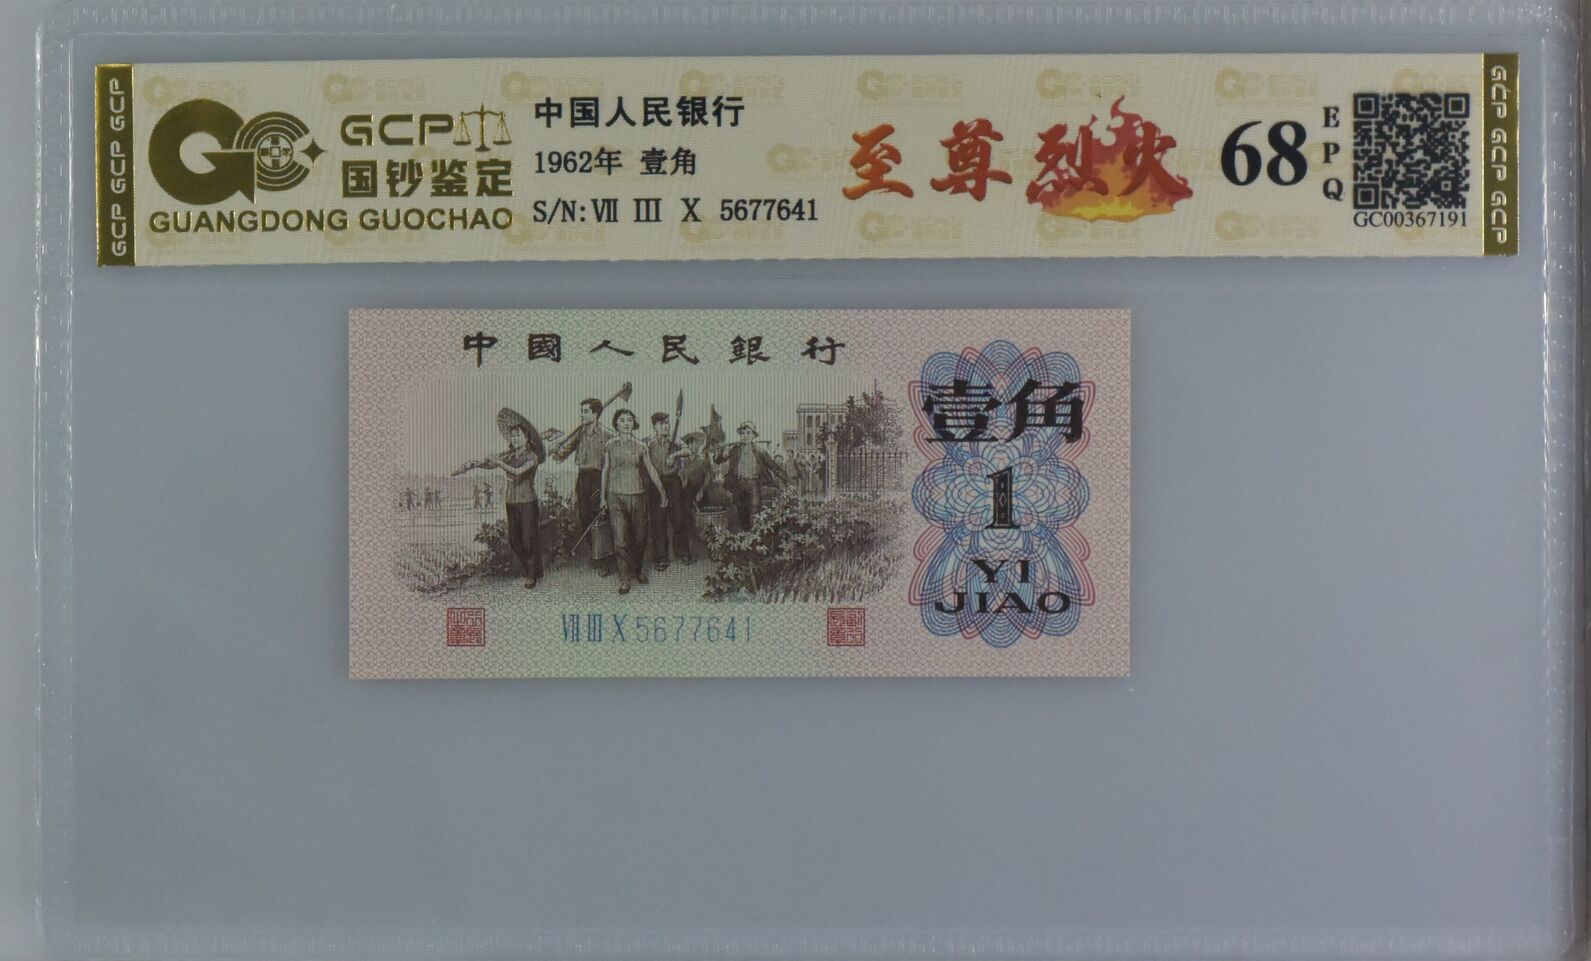 GCP GCP GCP
GCP
国钞鉴定
GUANGDONG GUOCHAO
中国人民银行
1962年 壹角
S/N: Ⅶ Ⅲ Ⅹ 5677641
至尊烈火
68
EPQ
GC00367191
GCP GCP GCP
中國人民銀行
壹角
1
YI
JIAO
Ⅶ Ⅲ Ⅹ 5677641